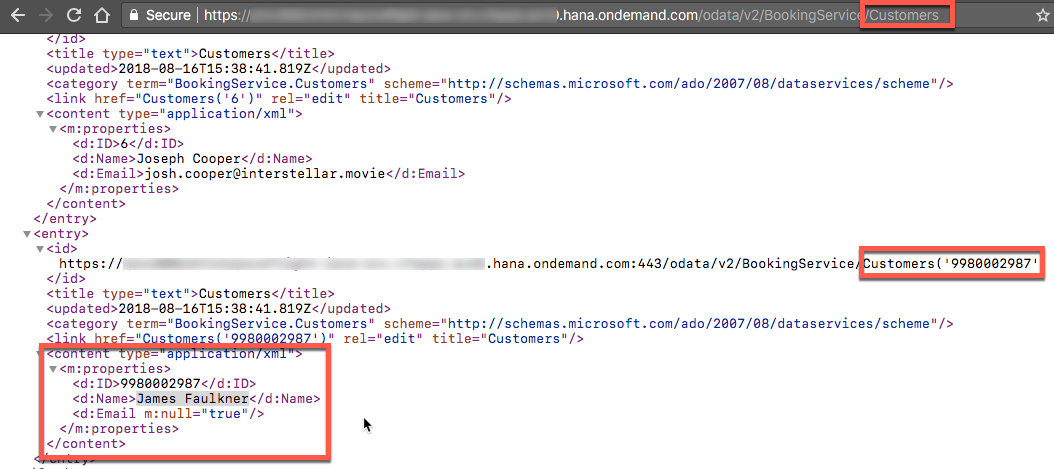 Secure https:// .hana.ondemand.com/odata/v2/BookingService/Customers
</id>
<title type="text">Customers</title>
<updated>2018-08-16T15:38:41.819Z</updated>
<category term="BookingService.Customers" scheme="http://schemas.microsoft.com/ado/2007/08/dataservices/scheme"/>
<link href="Customers('6')" rel="edit" title="Customers"/>
<content type="application/xml">
<m:properties>
<d:ID>6</d:ID>
<d:Name>Joseph Cooper</d:Name>
<d:Email>josh.cooper@interstellar.movie</d:Email>
</m:properties>
</content>
</entry>
<entry>
<id>
https:// .hana.ondemand.com:443/odata/v2/BookingService/Customers('9980002987'
</id>
<title type="text">Customers</title>
<updated>2018-08-16T15:38:41.819Z</updated>
<category term="BookingService.Customers" scheme="http://schemas.microsoft.com/ado/2007/08/dataservices/scheme"/>
<link href="Customers('9980002987')" rel="edit" title="Customers"/>
<content type="application/xml">
<m:properties>
<d:ID>9980002987</d:ID>
<d:Name>James Faulkner</d:Name>
<d:Email m:null="true"/>
</m:properties>
</content>
</entry>